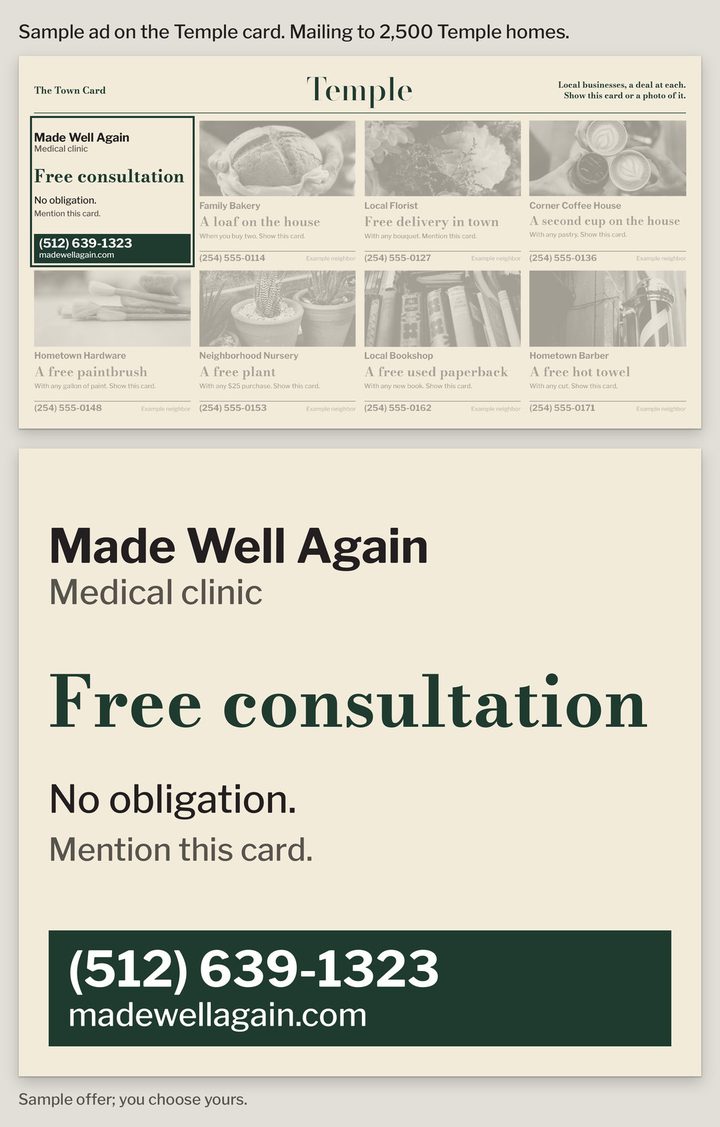 Sample ad on the Temple card. Mailing to 2,500 Temple homes.
The Town Card
Temple
Local businesses, a deal at each.
Show this card or a photo of it.
Made Well Again
Medical clinic
Free consultation
No obligation.
Mention this card.
(512) 639-1323
madewellagain.com
Family Bakery
A loaf on the house
When you buy two. Show this card.
(254) 555-0114
Example neighbor
Local Florist
Free delivery in town
With any bouquet. Mention this card.
(254) 555-0127
Example neighbor
Corner Coffee House
A second cup on the house
With any pastry. Show this card.
(254) 555-0136
Example neighbor
Hometown Hardware
A free paintbrush
With any gallon of paint. Show this card.
(254) 555-0148
Example neighbor
Neighborhood Nursery
A free plant
With any $25 purchase. Show this card.
(254) 555-0153
Example neighbor
Local Bookshop
A free used paperback
With any new book. Show this card.
(254) 555-0162
Example neighbor
Hometown Barber
A free hot towel
With any cut. Show this card.
(254) 555-0171
Example neighbor
Made Well Again
Medical clinic
Free consultation
No obligation.
Mention this card.
(512) 639-1323
madewellagain.com
Sample offer; you choose yours.